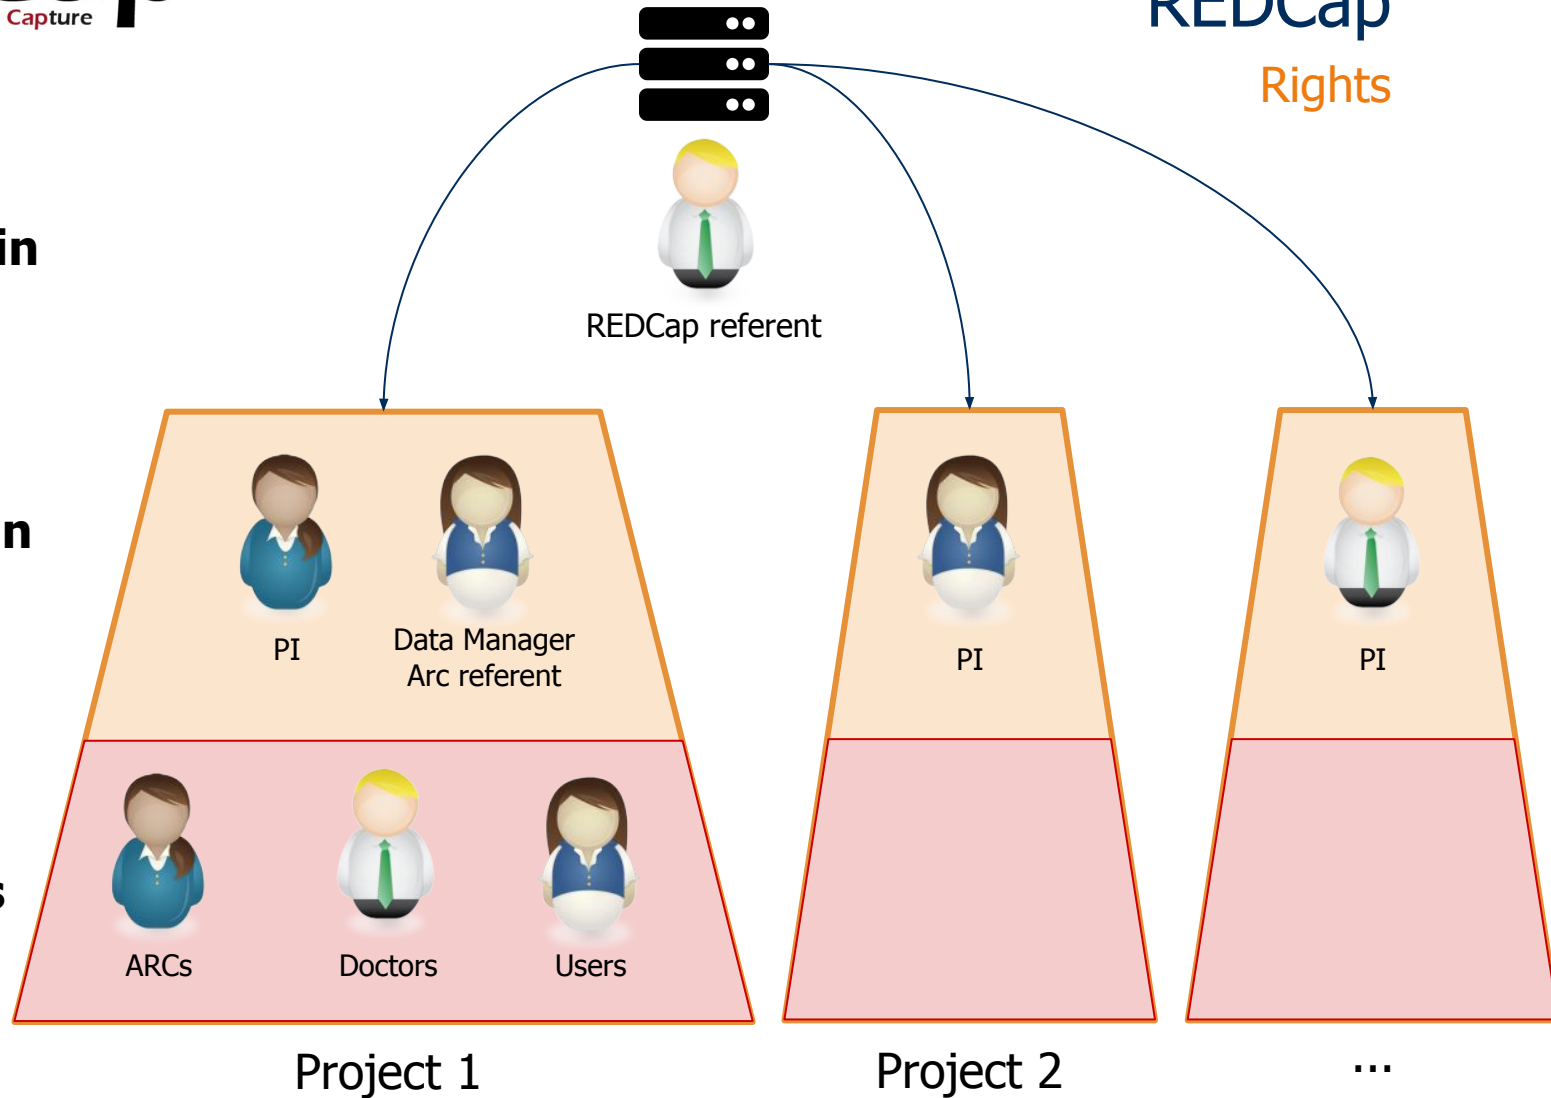 Capture
REDCap
Rights
in
REDCap referent
n
PI
Data Manager
Arc referent
PI
PI
s
ARCs
Doctors
Users
Project 1
Project 2
...